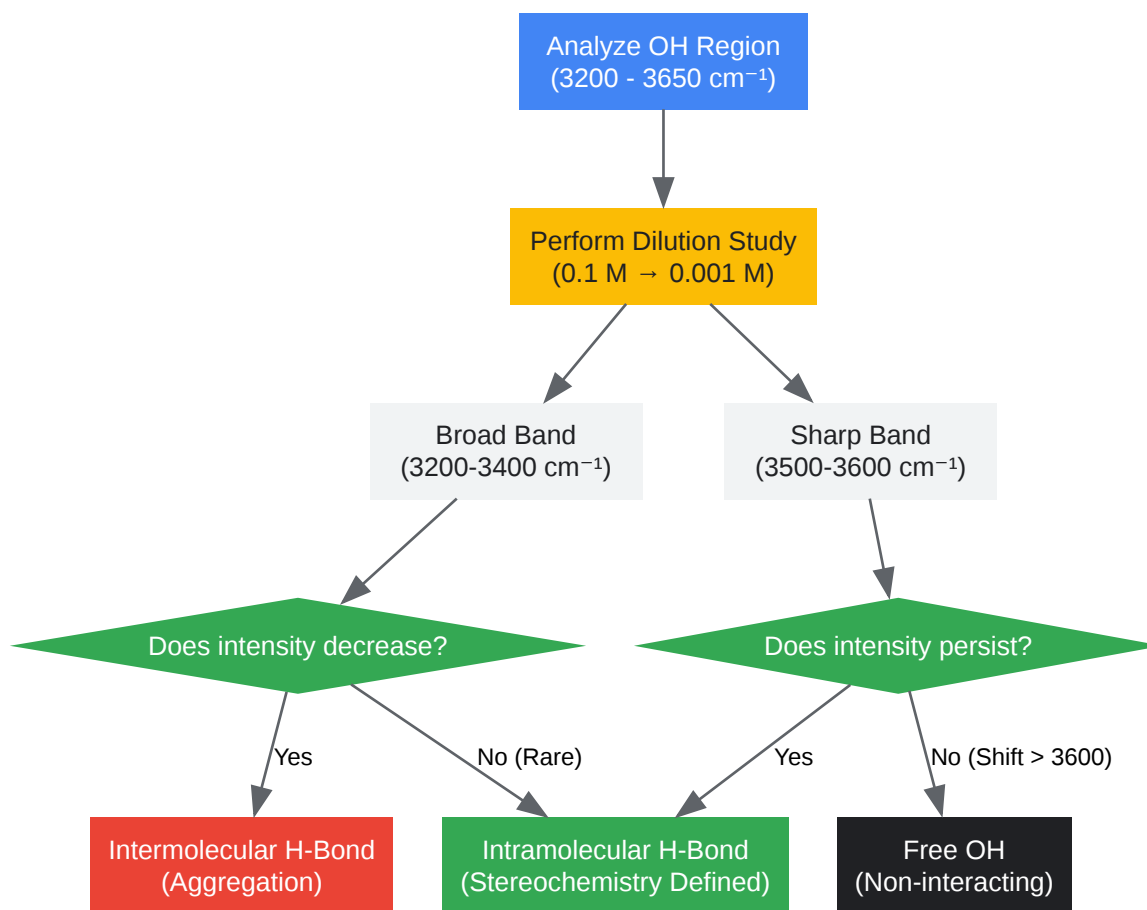 Analyze OH Region
(3200 - 3650 cm⁻¹)
Perform Dilution Study
(0.1 M → 0.001 M)
Broad Band
(3200-3400 cm⁻¹)
Sharp Band
(3500-3600 cm⁻¹)
Does intensity decrease?
Does intensity persist?
Yes
No (Rare)
Yes
No (Shift > 3600)
Intermolecular H-Bond
(Aggregation)
Intramolecular H-Bond
(Stereochemistry Defined)
Free OH
(Non-interacting)